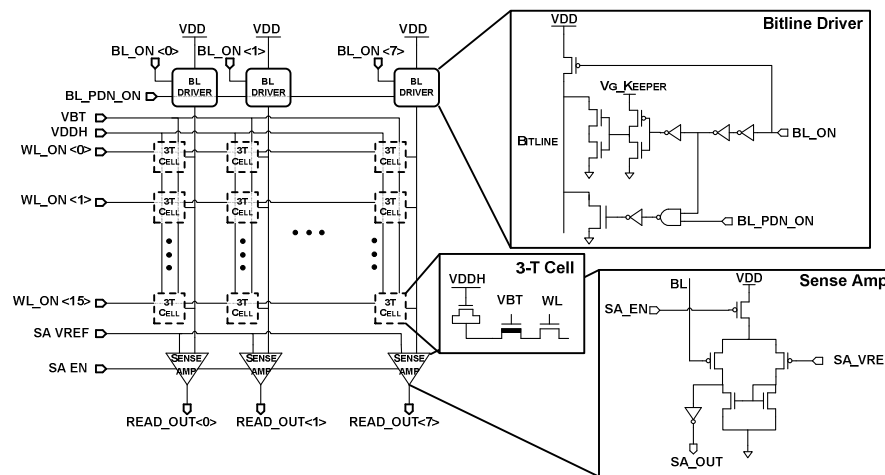 VDD VDD VDD
BL_ON<0> BL_ON<1> BL_ON<7>
BL DRIVER BL DRIVER BL DRIVER
BL_PDN_ON
VBT
VDDH
WL_ON<0>
3T CELL 3T CELL 3T CELL
WL_ON<1>
3T CELL 3T CELL 3T CELL
WL_ON<15>
3T CELL 3T CELL 3T CELL
SA VREF
SA EN
SENSE AMP SENSE AMP SENSE AMP
READ_OUT<0> READ_OUT<1> READ_OUT<7>
Bitline Driver
VDD
VG_KEEPER
BITLINE
BL_ON
BL_PDN_ON
3-T Cell
VDDH
VBT WL
Sense Amp
BL
VDD
SA_EN
SA_VREF
SA_OUT